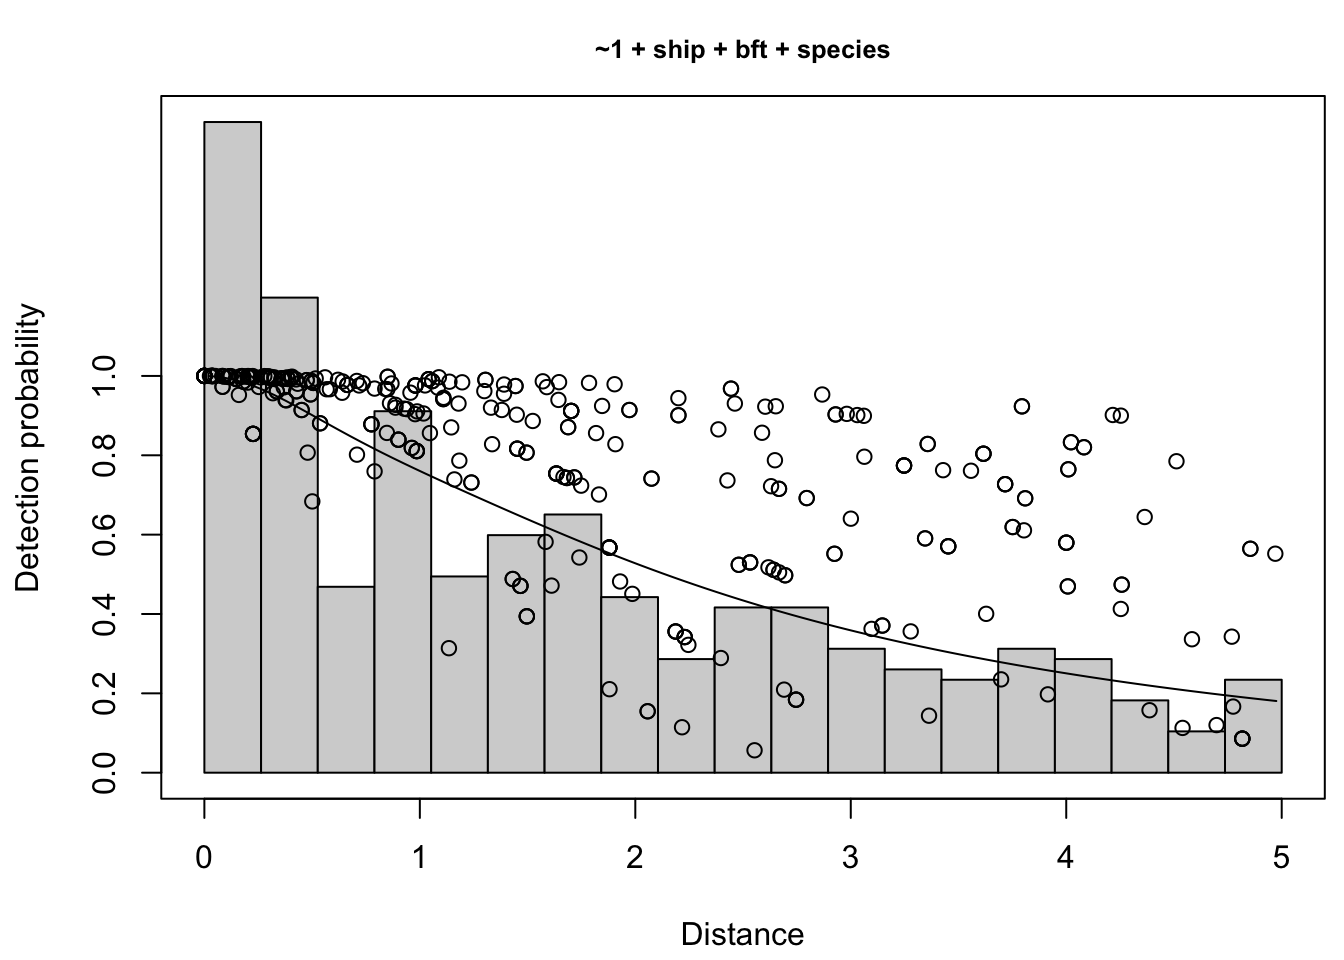 ~1 + ship + bft + species
Detection probability
1.0
0.8
0.6
0.4
0.2
0.0
0 1 2 3 4 5
Distance